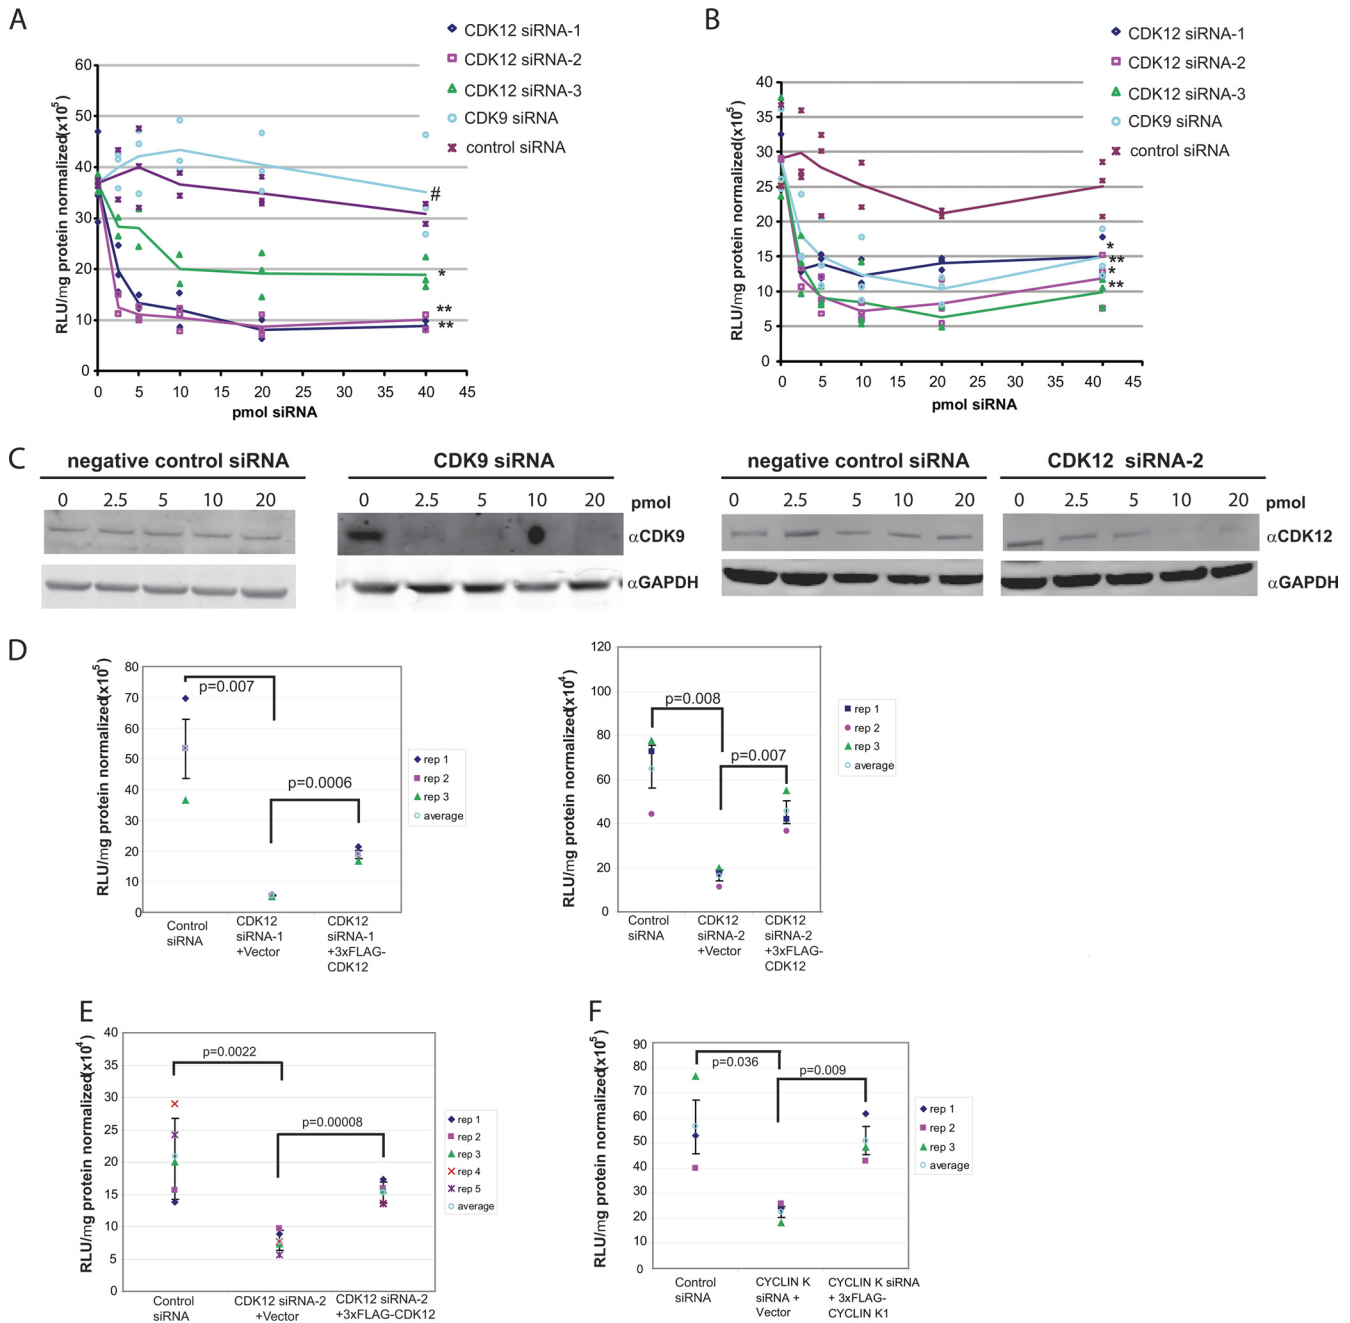 A
CDK12 siRNA-1
CDK12 siRNA-2
CDK12 siRNA-3
CDK9 siRNA
control siRNA
RLU/mg protein normalized(x10⁵)
60
50
40
30
20
10
0
#
*
**
**
0 5 10 15 20 25 30 35 40 45
pmol siRNA
B
CDK12 siRNA-1
CDK12 siRNA-2
CDK12 siRNA-3
CDK9 siRNA
control siRNA
RLU/mg protein normalized(x10⁵)
40
35
30
25
20
15
10
5
0
*
**
*
**
0 5 10 15 20 25 30 35 40 45
pmol siRNA
C
negative control siRNA
CDK9 siRNA
negative control siRNA
CDK12 siRNA-2
0 2.5 5 10 20
0 2.5 5 10 20 pmol
0 2.5 5 10 20
0 2.5 5 10 20 pmol
αCDK9
αGAPDH
αCDK12
αGAPDH
D
RLU/mg protein normalized(x10⁵)
80
70
60
50
40
30
20
10
0
p=0.007
p=0.0006
rep 1
rep 2
rep 3
average
Control
siRNA
CDK12
siRNA-1
+Vector
CDK12
siRNA-1
+3xFLAG-
CDK12
RLU/mg protein normalized(x10⁴)
120
100
80
60
40
20
0
p=0.008
p=0.007
rep 1
rep 2
rep 3
average
Control
siRNA
CDK12
siRNA-2
+Vector
CDK12
siRNA-2
+3xFLAG-
CDK12
E
RLU/mg protein normalized(x10⁴)
40
35
30
25
20
15
10
5
0
p=0.0022
p=0.00008
rep 1
rep 2
rep 3
rep 4
rep 5
average
Control
siRNA
CDK12 siRNA-2
+Vector
CDK12 siRNA-2
+3xFLAG-CDK12
F
RLU/mg protein normalized(x10⁵)
90
80
70
60
50
40
30
20
10
0
p=0.036
p=0.009
rep 1
rep 2
rep 3
average
Control
siRNA
CYCLIN K
siRNA +
Vector
CYCLIN K siRNA
+ 3xFLAG-
CYCLIN K1